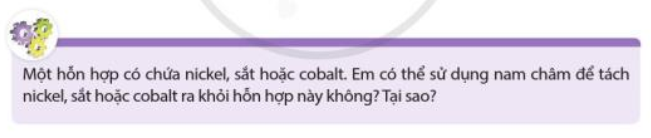 Một hỗn hợp có chứa nickel, sắt hoặc cobalt. Em có thể sử dụng nam châm để tách
nickel, sắt hoặc cobalt ra khỏi hỗn hợp này không? Tại sao?